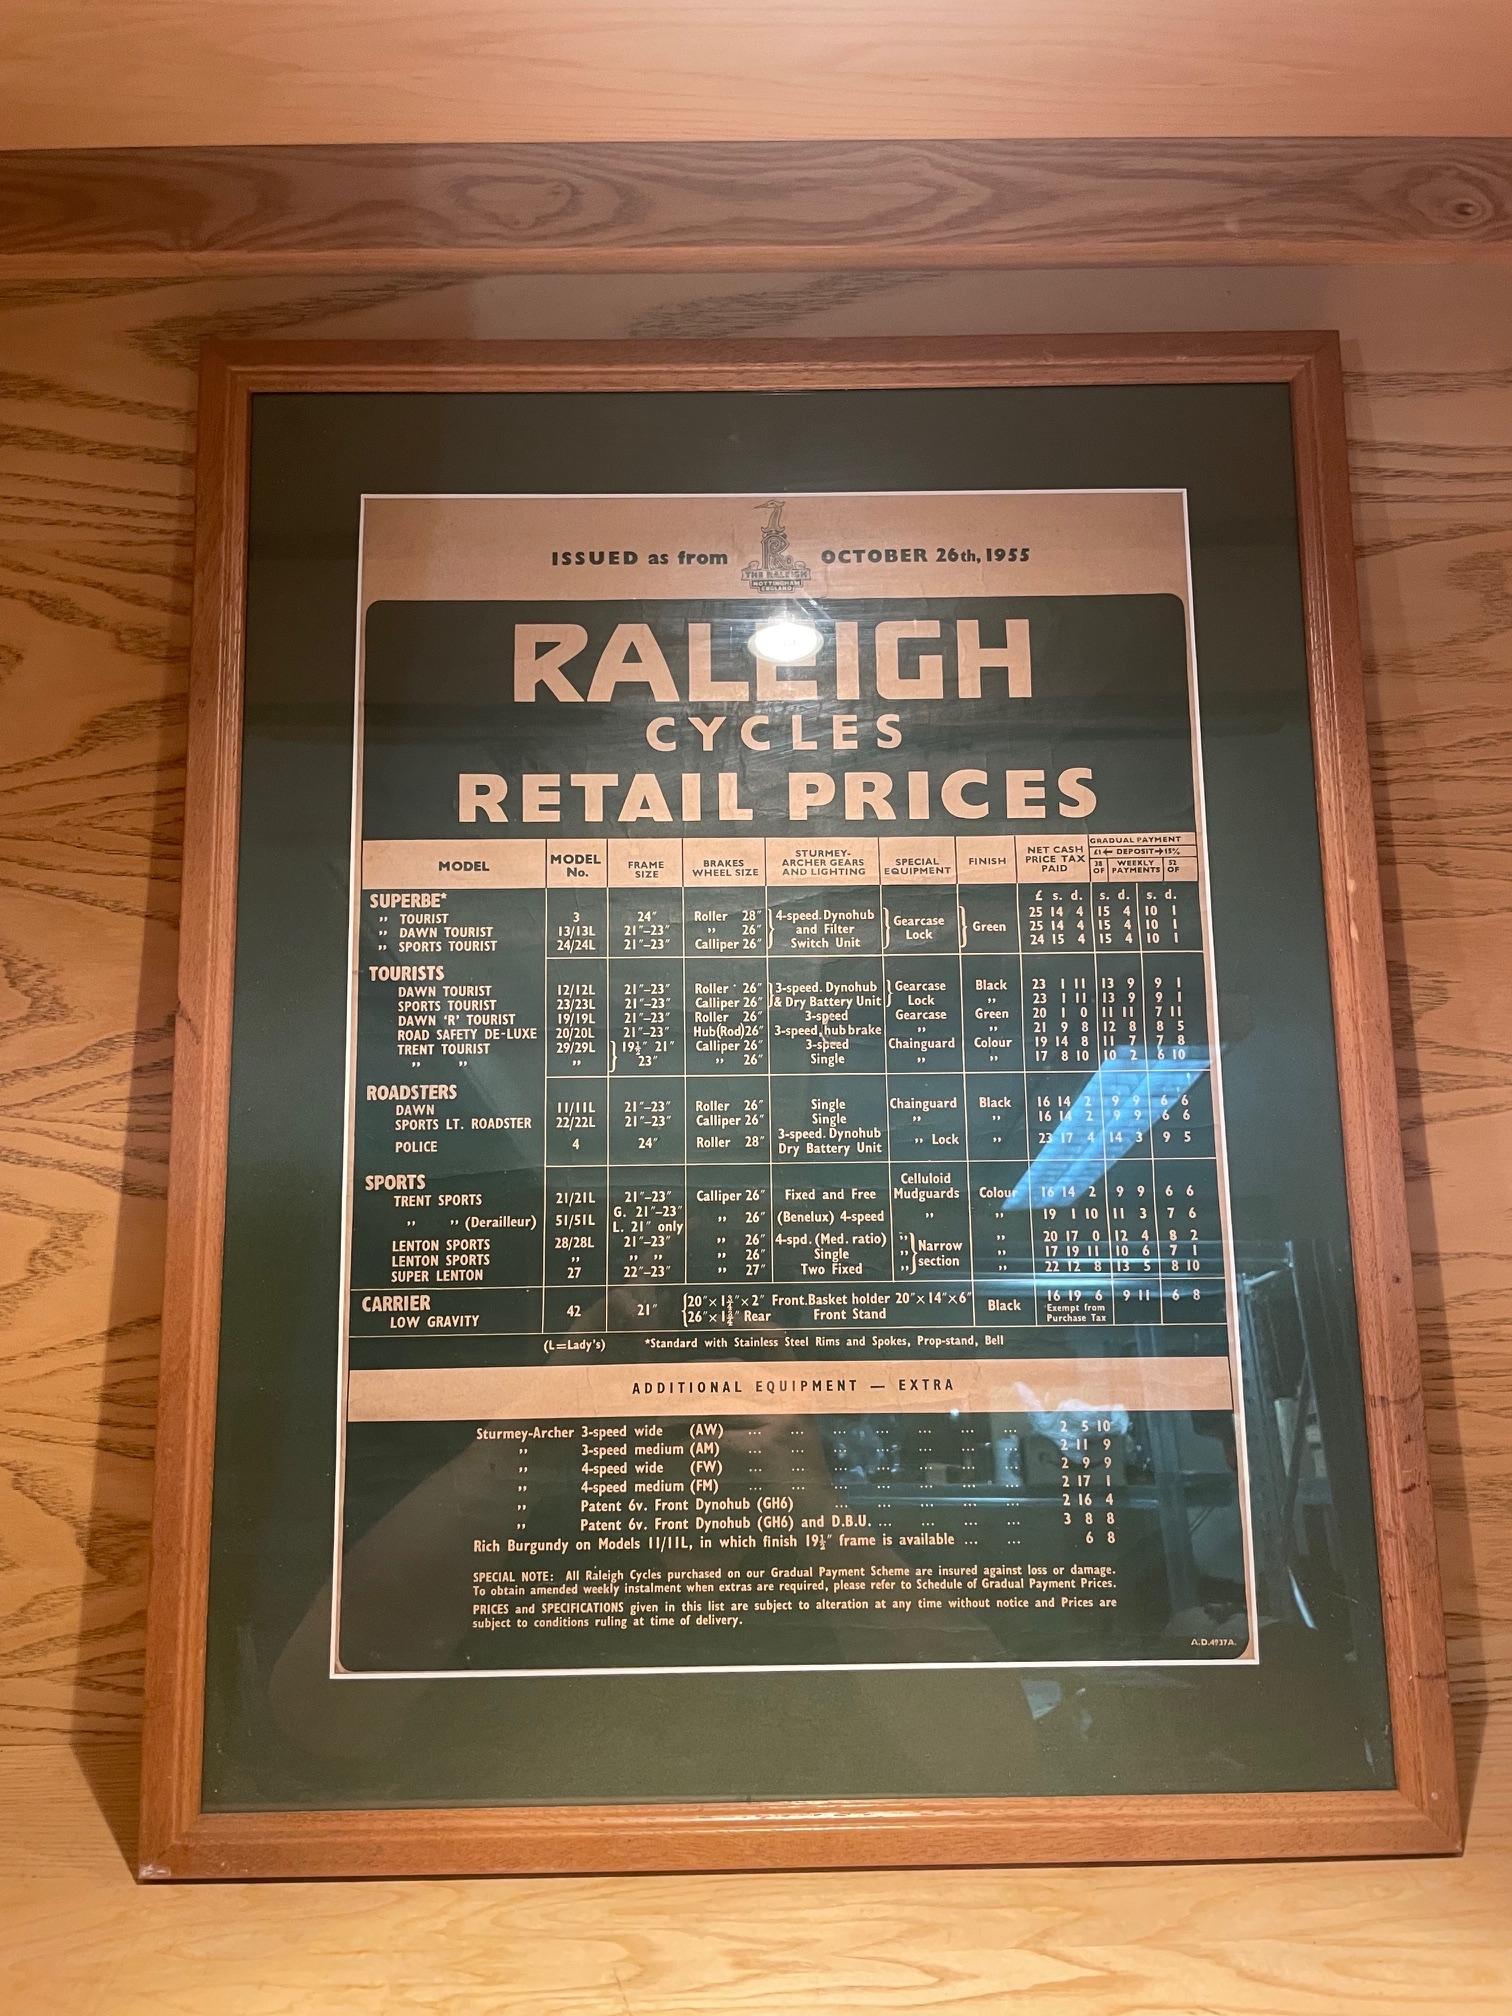 ISSUED as from OCTOBER 26th, 1955
THE RALEIGH
NOTTINGHAM
ENGLAND
RALEIGH
CYCLES
RETAIL PRICES
MODEL MODEL No. FRAME SIZE BRAKES WHEEL SIZE STURMEY-ARCHER GEARS AND LIGHTING SPECIAL EQUIPMENT FINISH NET CASH PRICE TAX PAID GRADUAL PAYMENT
£1 ← DEPOSIT → 15%
38 OF WEEKLY PAYMENTS 52 OF
SUPERBE* £ s. d. s. d. s. d.
" TOURIST 3 24" Roller 28" 4-speed. Dynohub and Filter Switch Unit Gearcase Lock Green 25 14 4 15 4 10 1
" DAWN TOURIST 13/13L 21"–23" " 26" 25 14 4 15 4 10 1
" SPORTS TOURIST 24/24L 21"–23" Calliper 26" 24 15 4 15 4 10 1
TOURISTS
DAWN TOURIST 12/12L 21"–23" Roller 26" 3-speed. Dynohub & Dry Battery Unit Gearcase Lock Black 23 1 11 13 9 9 1
SPORTS TOURIST 23/23L 21"–23" Calliper 26" " 23 1 11 13 9 9 1
DAWN 'R' TOURIST 19/19L 21"–23" Roller 26" 3-speed Gearcase Green 20 1 0 11 11 7 11
ROAD SAFETY DE-LUXE 20/20L 21"–23" Hub(Rod)26" 3-speed, hub brake " " 21 9 8 12 8 8 5
TRENT TOURIST 29/29L 19½" 21" Calliper 26" 3-speed Chainguard Colour 19 14 8 11 7 7 8
" " " 23" " 26" Single " " 17 8 10 10 2 6 10
ROADSTERS
DAWN 11/11L 21"–23" Roller 26" Single Chainguard Black 16 14 2 9 9 6 6
SPORTS LT. ROADSTER 22/22L 21"–23" Calliper 26" Single " " 16 14 2 9 9 6 6
POLICE 4 24" Roller 28" 3-speed. Dynohub Dry Battery Unit " Lock " 23 17 4 14 3 9 5
SPORTS
TRENT SPORTS 21/21L 21"–23" Calliper 26" Fixed and Free Celluloid Mudguards Colour 16 14 2 9 9 6 6
" " (Derailleur) 51/51L G. 21"–23" L. 21" only " 26" (Benelux) 4-speed " " 19 1 10 11 3 7 6
LENTON SPORTS 28/28L 21"–23" " 26" 4-spd. (Med. ratio) " Narrow section " 20 17 0 12 4 8 2
LENTON SPORTS " " " " 26" Single " " 17 19 11 10 6 7 1
SUPER LENTON 27 22"–23" " 27" Two Fixed " " 22 12 8 13 5 8 10
CARRIER
LOW GRAVITY 42 21" 20"×1¾"×2" Front. Basket holder 20"×14"×6" 26"×1¾" Rear Front Stand Black 16 19 6 9 11 6 8
Exempt from
Purchase Tax
(L=Lady's) *Standard with Stainless Steel Rims and Spokes, Prop-stand, Bell
ADDITIONAL EQUIPMENT — EXTRA
Sturmey-Archer 3-speed wide (AW) ... ... ... ... ... ... ... 2 5 10
" 3-speed medium (AM) ... ... ... ... ... ... ... 2 11 9
" 4-speed wide (FW) ... ... ... ... ... ... ... 2 9 9
" 4-speed medium (FM) ... ... ... ... ... ... ... 2 17 1
" Patent 6v. Front Dynohub (GH6) ... ... ... ... ... 2 16 4
" Patent 6v. Front Dynohub (GH6) and D.B.U. ... ... ... ... 3 8 8
Rich Burgundy on Models 11/11L, in which finish 19½" frame is available ... ... 6 8
SPECIAL NOTE: All Raleigh Cycles purchased on our Gradual Payment Scheme are insured against loss or damage.
To obtain amended weekly instalment when extras are required, please refer to Schedule of Gradual Payment Prices.
PRICES and SPECIFICATIONS given in this list are subject to alteration at any time without notice and Prices are
subject to conditions ruling at time of delivery.
A.D.4937A.